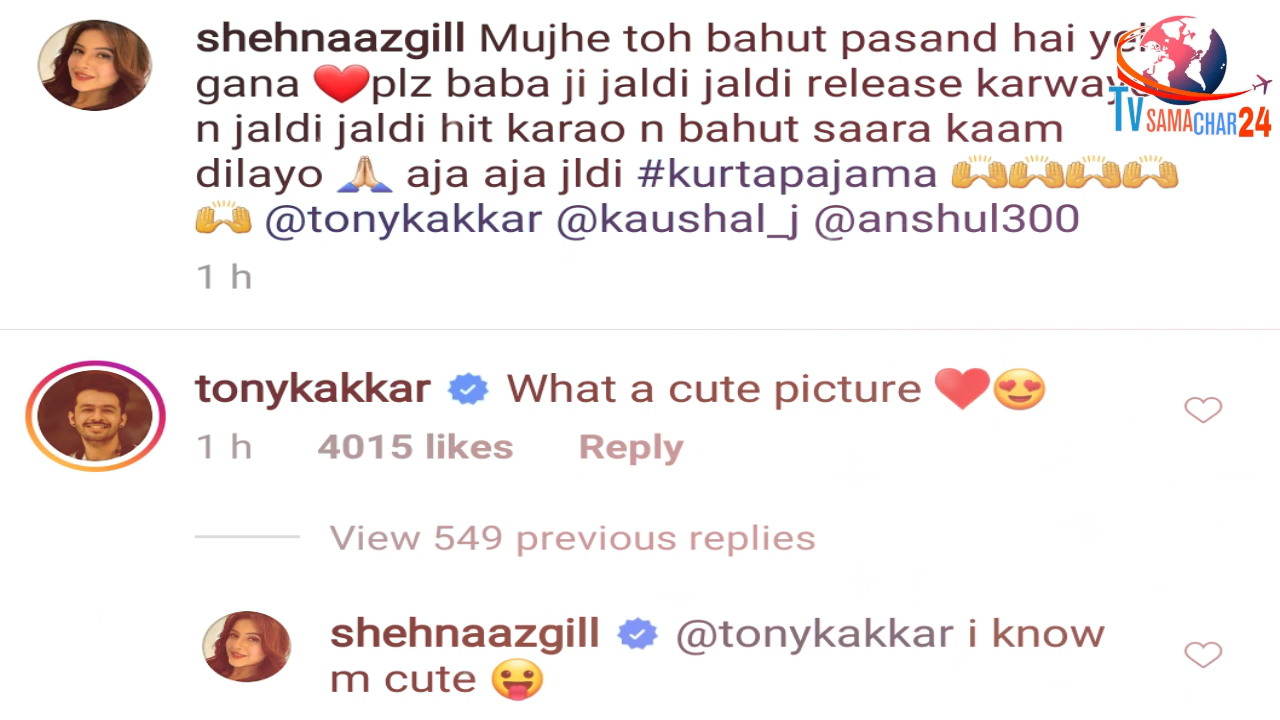 shehnaazgill Mujhe toh bahut pasand hai yeh
gana ❤️plz baba ji jaldi jaldi release karwayo
n jaldi jaldi hit karao n bahut saara kaam
dilayo 🙏🏻 aja aja jldi #kurtapajama 🙌🙌🙌🙌
🙌 @tonykakkar @kaushal_j @anshul300
1 h
TV SAMACHAR24
tonykakkar What a cute picture ❤️😍
1 h 4015 likes Reply
View 549 previous replies
shehnaazgill @tonykakkar i know
m cute 😛